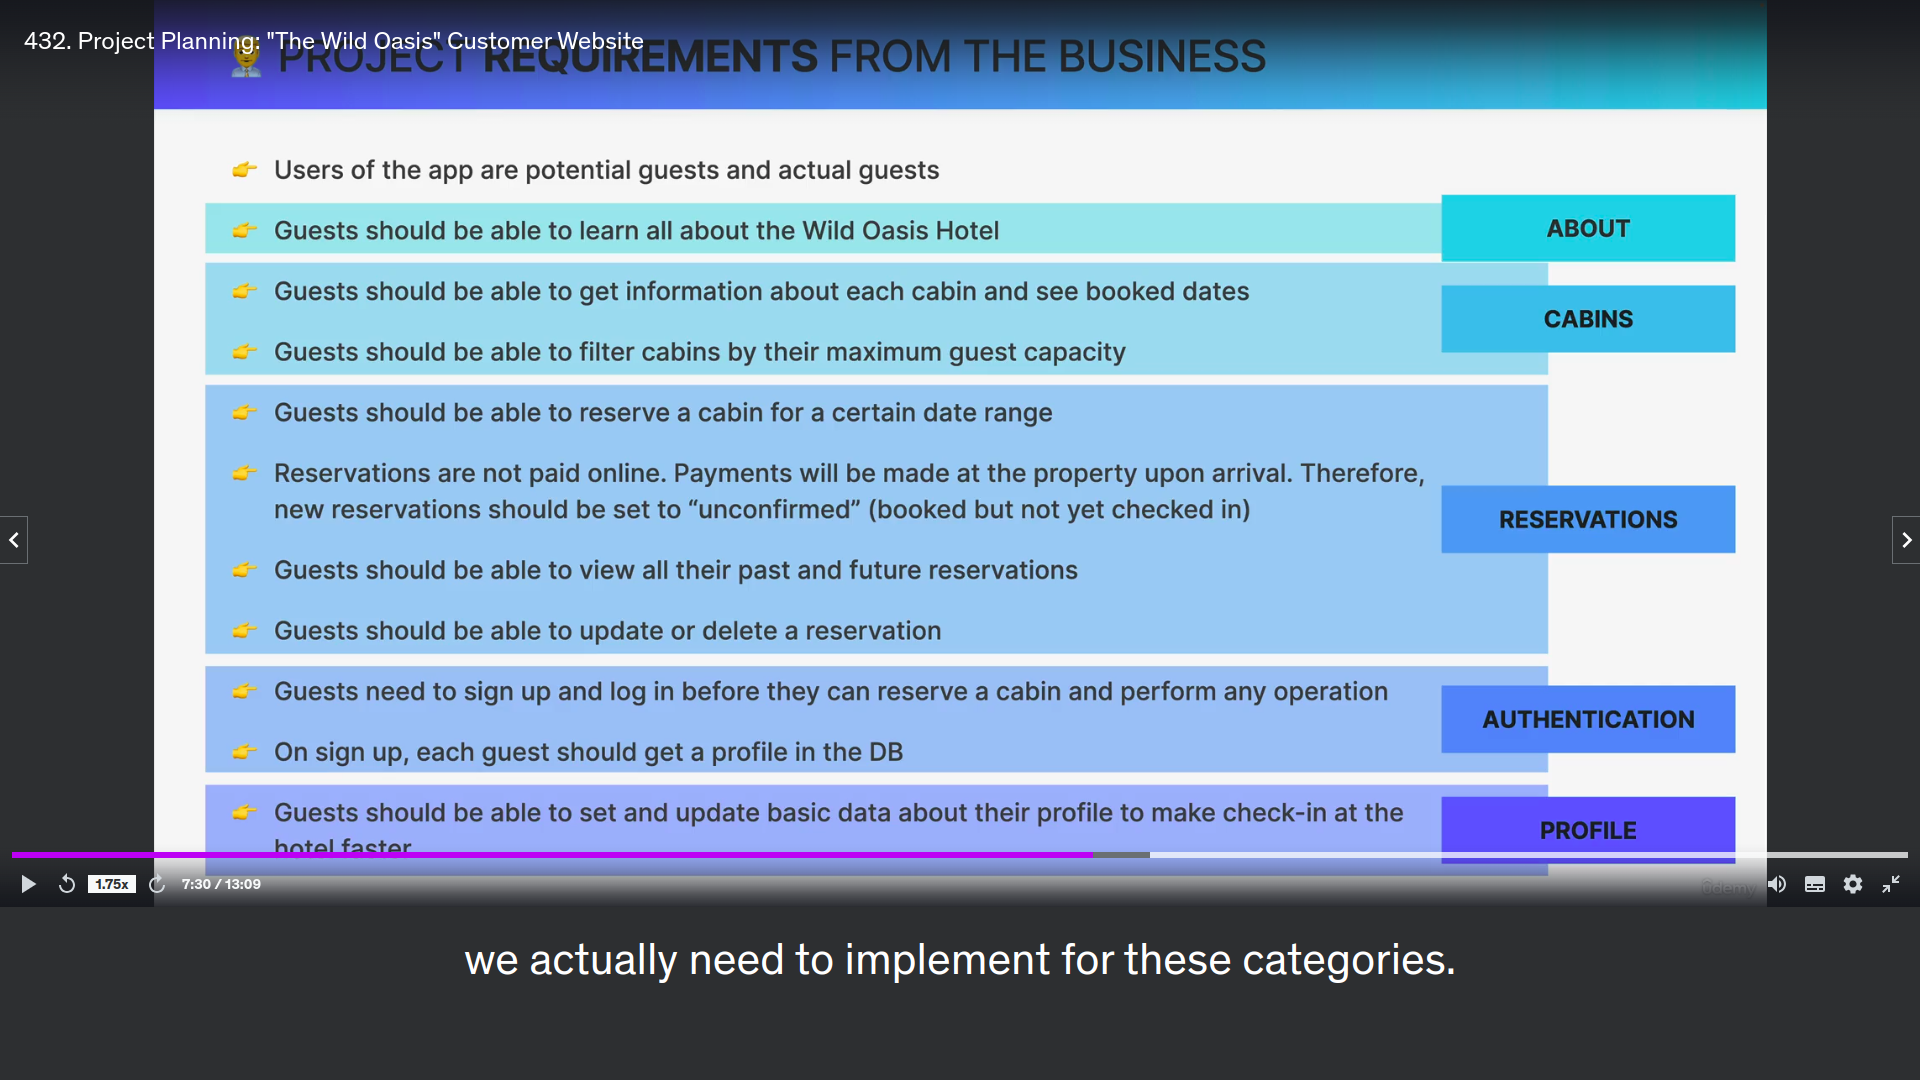 432. Project Planning: "The Wild Oasis" Customer Website
PROJECT REQUIREMENTS FROM THE BUSINESS
Users of the app are potential guests and actual guests
Guests should be able to learn all about the Wild Oasis Hotel
ABOUT
Guests should be able to get information about each cabin and see booked dates
Guests should be able to filter cabins by their maximum guest capacity
CABINS
Guests should be able to reserve a cabin for a certain date range
Reservations are not paid online. Payments will be made at the property upon arrival. Therefore,
new reservations should be set to “unconfirmed” (booked but not yet checked in)
Guests should be able to view all their past and future reservations
Guests should be able to update or delete a reservation
RESERVATIONS
Guests need to sign up and log in before they can reserve a cabin and perform any operation
On sign up, each guest should get a profile in the DB
AUTHENTICATION
Guests should be able to set and update basic data about their profile to make check-in at the
hotel faster
PROFILE
1.75x
7:30 / 13:09
Udemy
we actually need to implement for these categories.